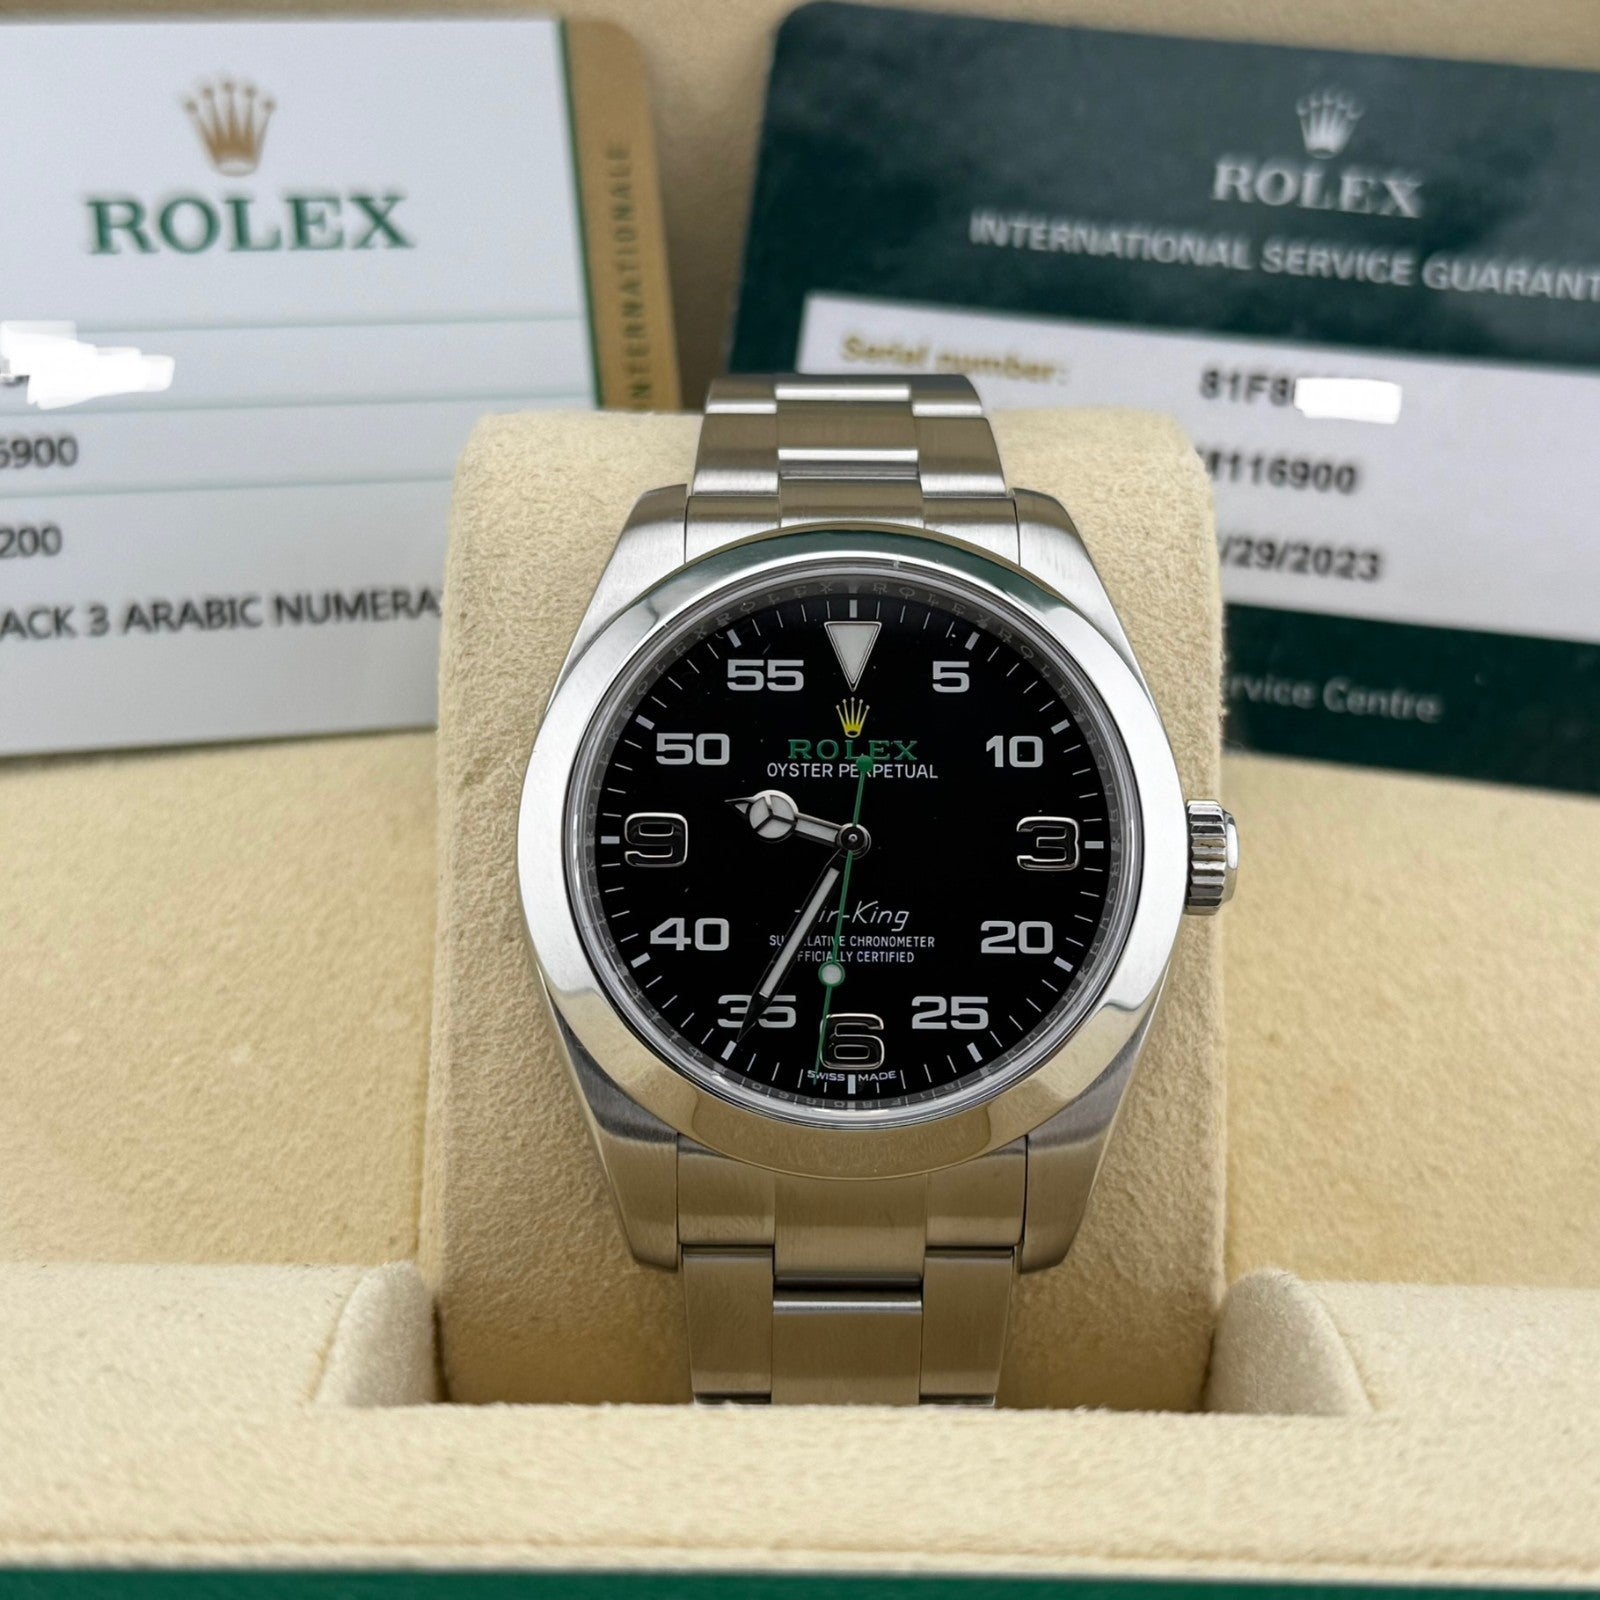 ROLEX
INTERNATIONALE
6900
200
ACK 3 ARABIC NUMERA
ROLEX
INTERNATIONAL SERVICE GUARANT
Serial number: 81F8
M116900
/29/2023
rvice Centre
55 5
50 10
ROLEX
OYSTER PERPETUAL
9 3
Air-King
40 20
SUPERLATIVE CHRONOMETER
OFFICIALLY CERTIFIED
35 25
6
SWISS MADE